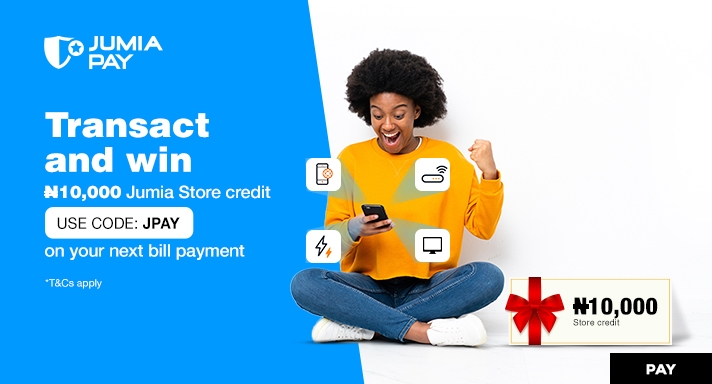 JUMIA
PAY
Transact
and win
₦10,000 Jumia Store credit
USE CODE: JPAY
on your next bill payment
*T&Cs apply
₦10,000
Store credit
PAY